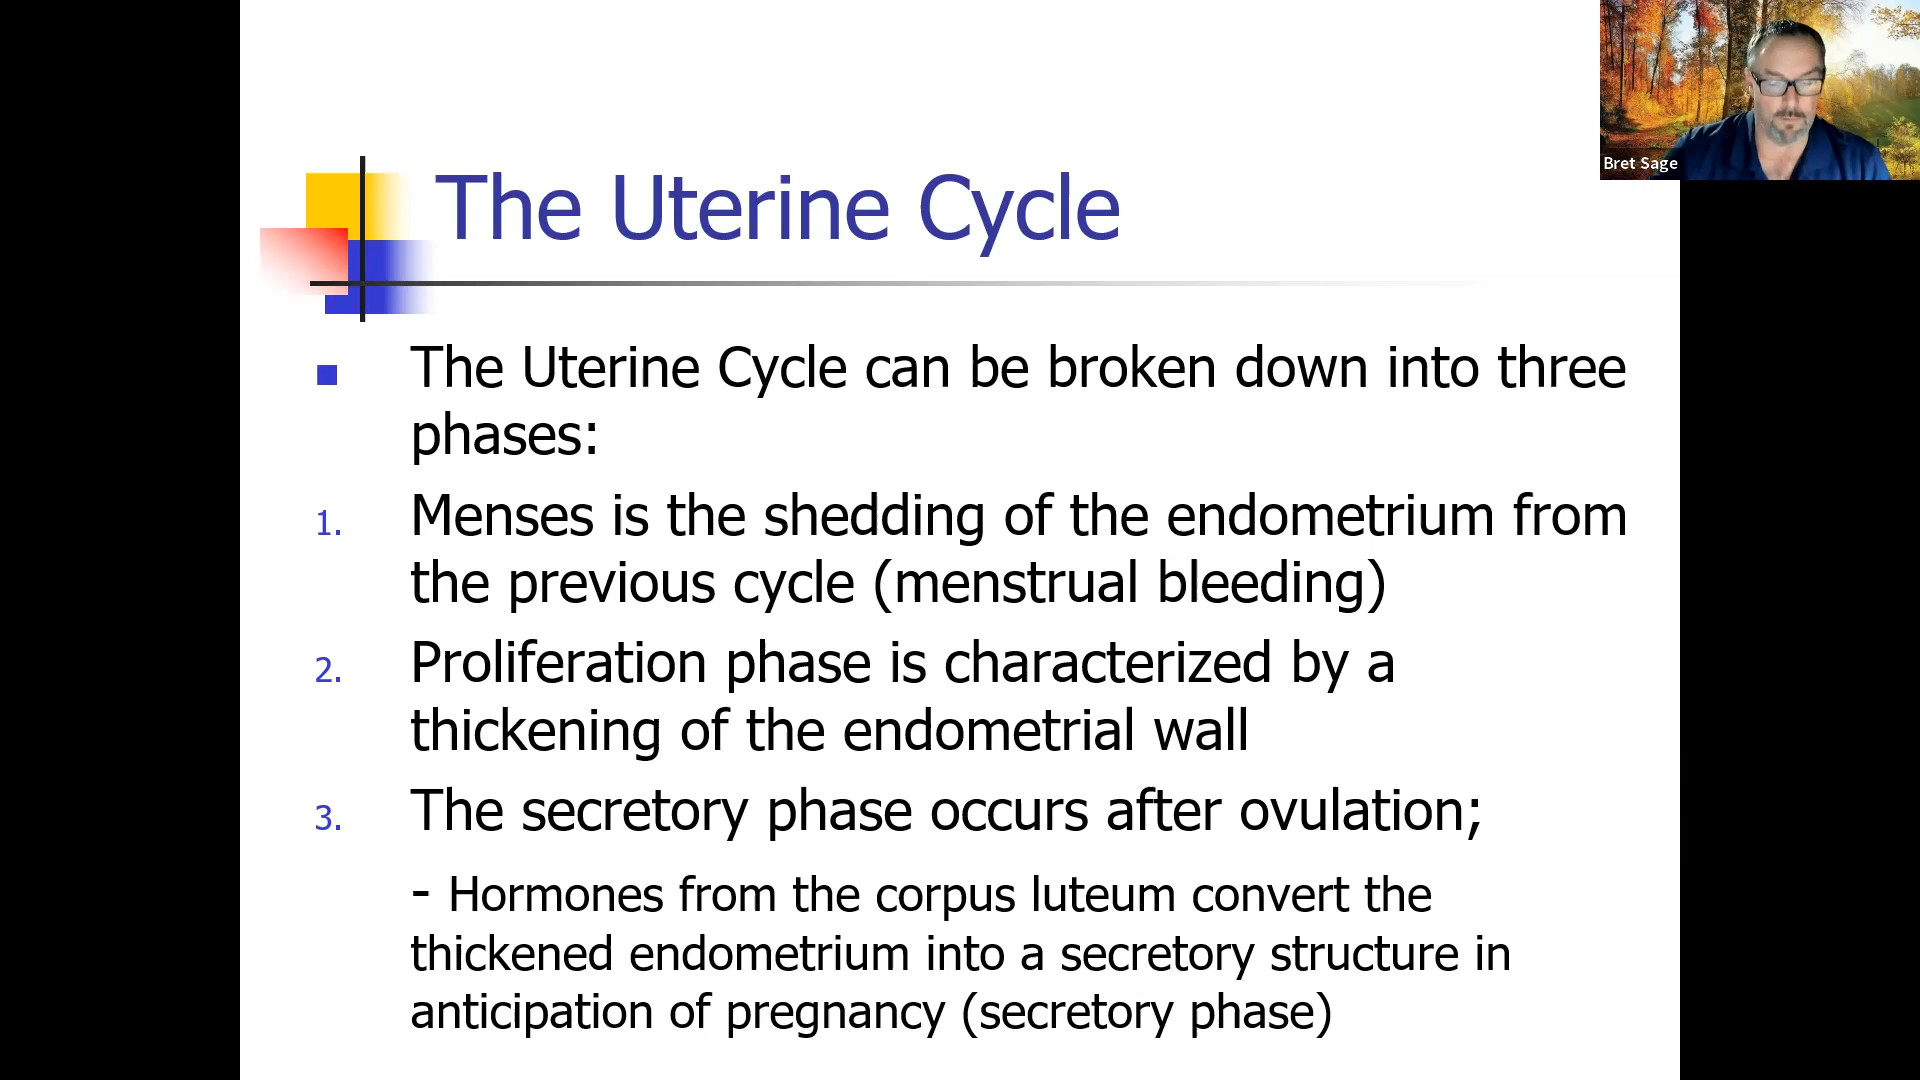 Bret Sage
The Uterine Cycle
The Uterine Cycle can be broken down into three
phases:
1. Menses is the shedding of the endometrium from
the previous cycle (menstrual bleeding)
2. Proliferation phase is characterized by a
thickening of the endometrial wall
3. The secretory phase occurs after ovulation;
- Hormones from the corpus luteum convert the
thickened endometrium into a secretory structure in
anticipation of pregnancy (secretory phase)